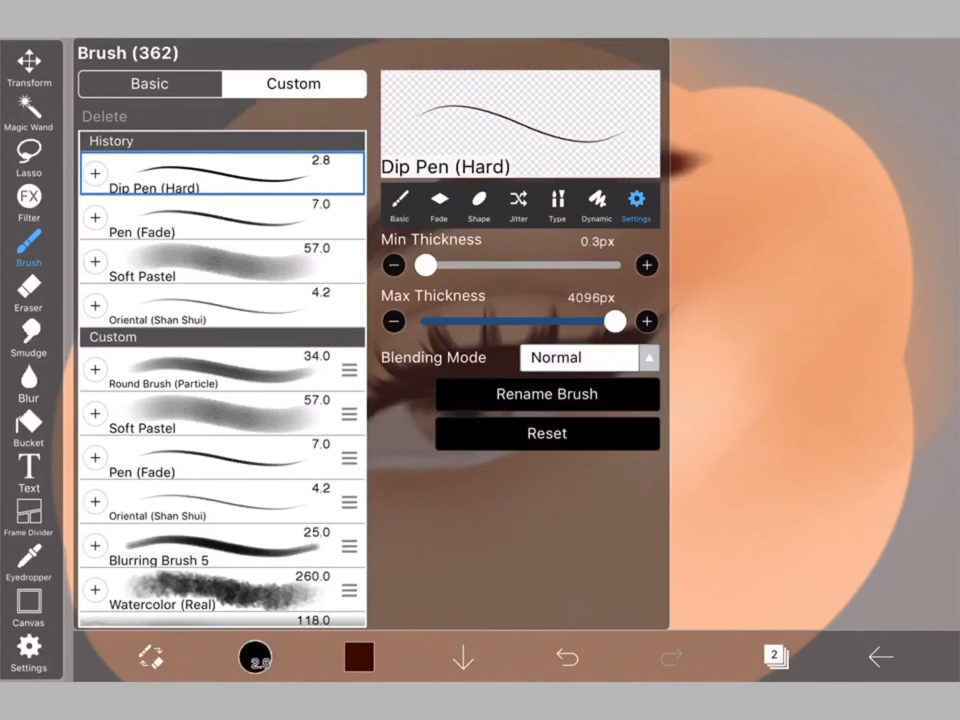 Transform
Magic Wand
Lasso
FX
Filter
Brush
Eraser
Smudge
Blur
Bucket
T
Text
Frame Divider
Eyedropper
Canvas
Settings
Brush (362)
Basic
Custom
Delete
History
2.8
Dip Pen (Hard)
7.0
Pen (Fade)
57.0
Soft Pastel
4.2
Oriental (Shan Shui)
Custom
34.0
Round Brush (Particle)
57.0
Soft Pastel
7.0
Pen (Fade)
4.2
Oriental (Shan Shui)
25.0
Blurring Brush 5
260.0
Watercolor (Real)
118.0
Dip Pen (Hard)
Basic
Fade
Shape
Jitter
Type
Dynamic
Settings
Min Thickness
0.3px
Max Thickness
4096px
Blending Mode
Normal
Rename Brush
Reset
2.8
2